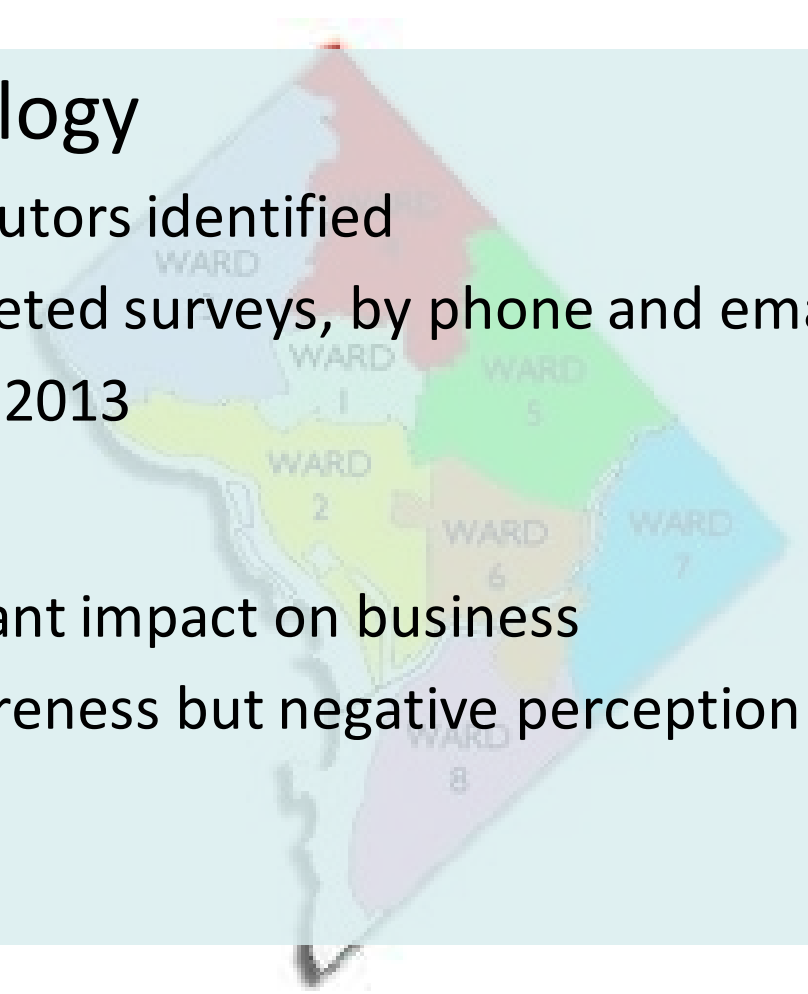 logy
utors identified
WARD
3
eted surveys, by phone and ema
WARD
1
WARD
5
2013
WARD
2
WARD
6
WARD
7
ant impact on business
reness but negative perception
WARD
8